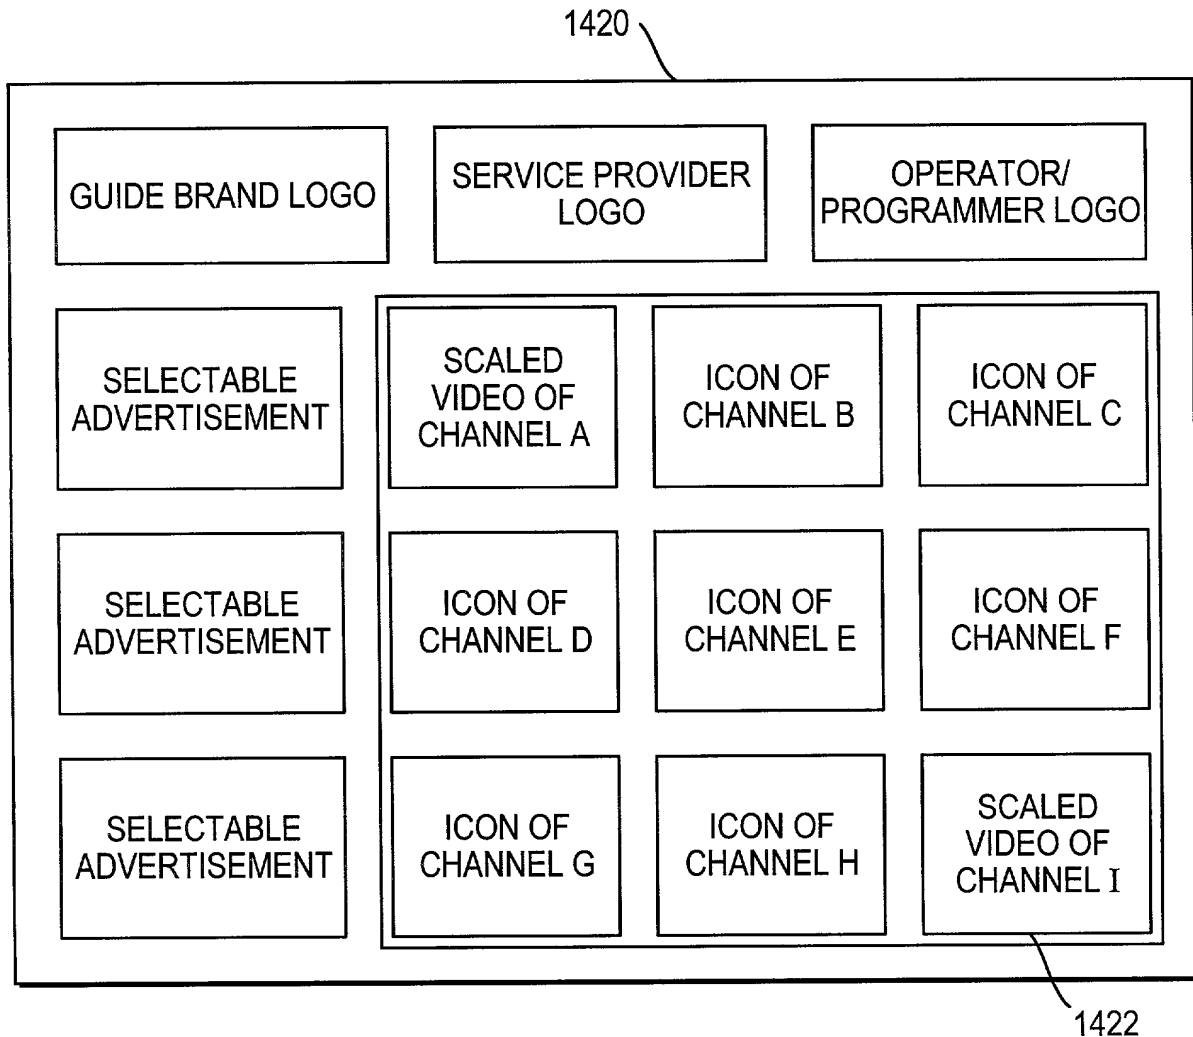 1420
GUIDE BRAND LOGO
SERVICE PROVIDER
LOGO
OPERATOR/
PROGRAMMER LOGO
SELECTABLE
ADVERTISEMENT
SCALED
VIDEO OF
CHANNEL A
ICON OF
CHANNEL B
ICON OF
CHANNEL C
SELECTABLE
ADVERTISEMENT
ICON OF
CHANNEL D
ICON OF
CHANNEL E
ICON OF
CHANNEL F
SELECTABLE
ADVERTISEMENT
ICON OF
CHANNEL G
ICON OF
CHANNEL H
SCALED
VIDEO OF
CHANNEL I
1422